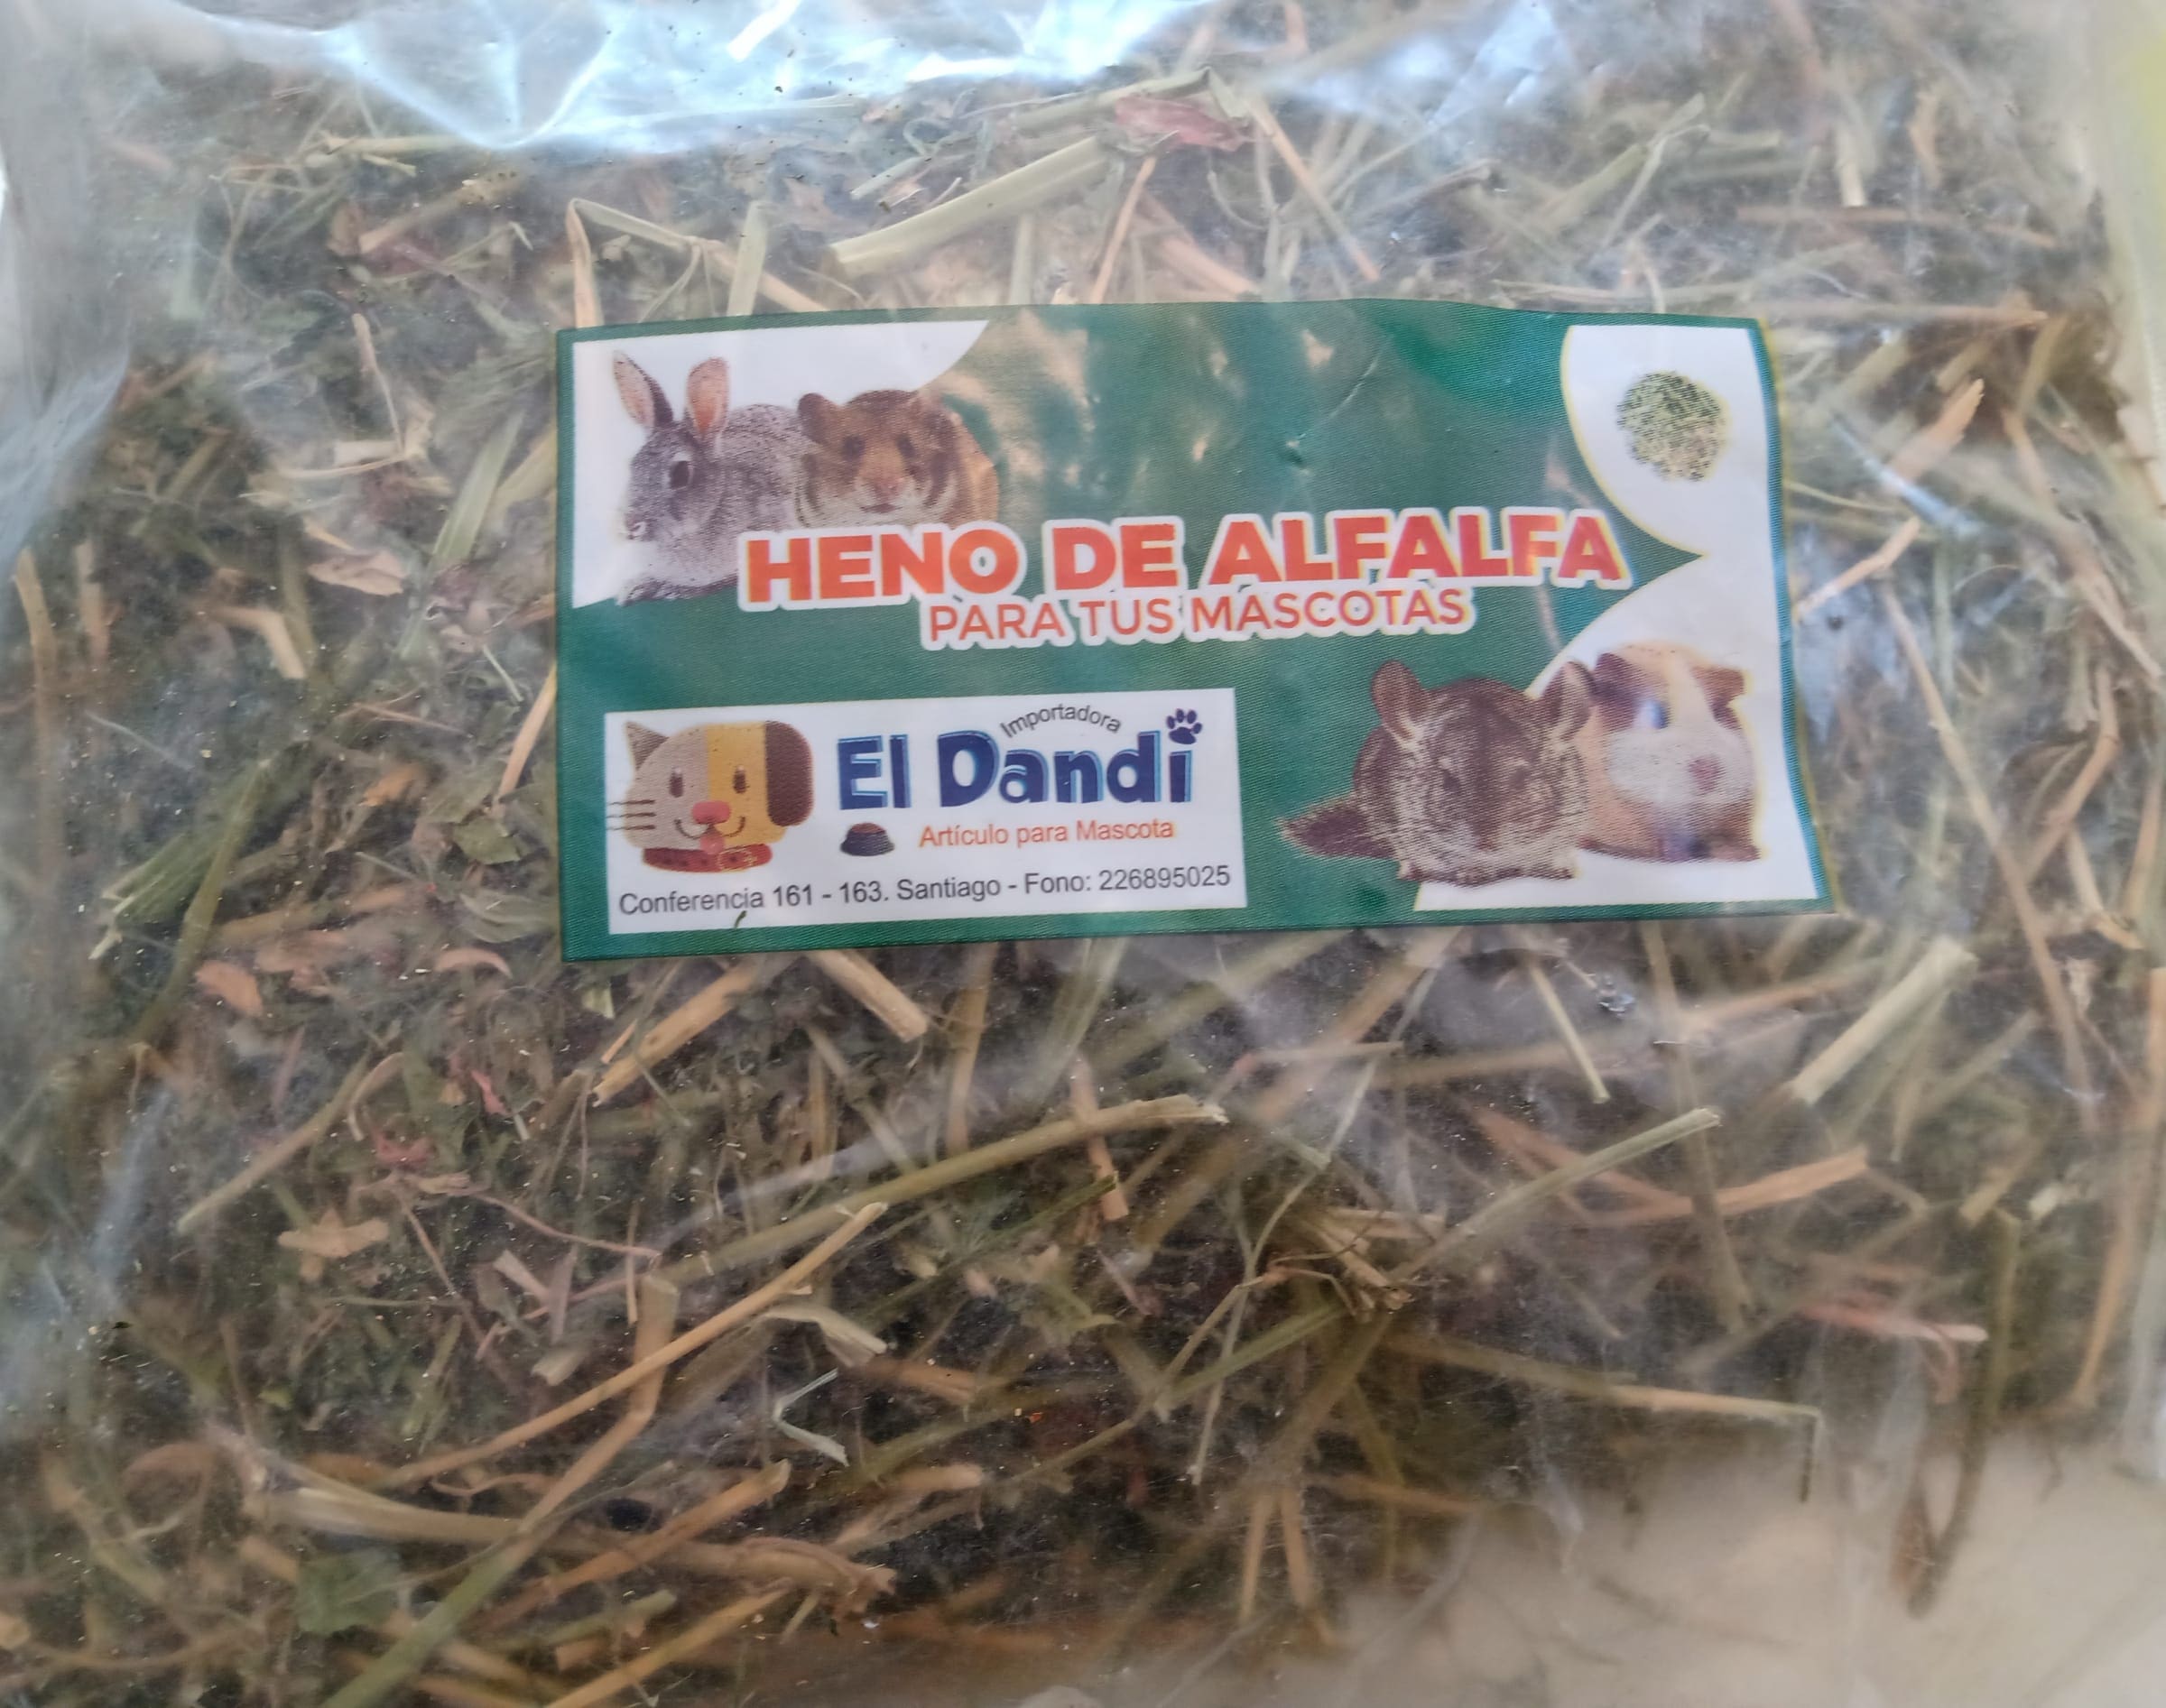 HENO DE ALFALFA
PARA TUS MASCOTAS
Importadora
El Dandi
Artículo para Mascota
Conferencia 161 - 163. Santiago - Fono: 226895025